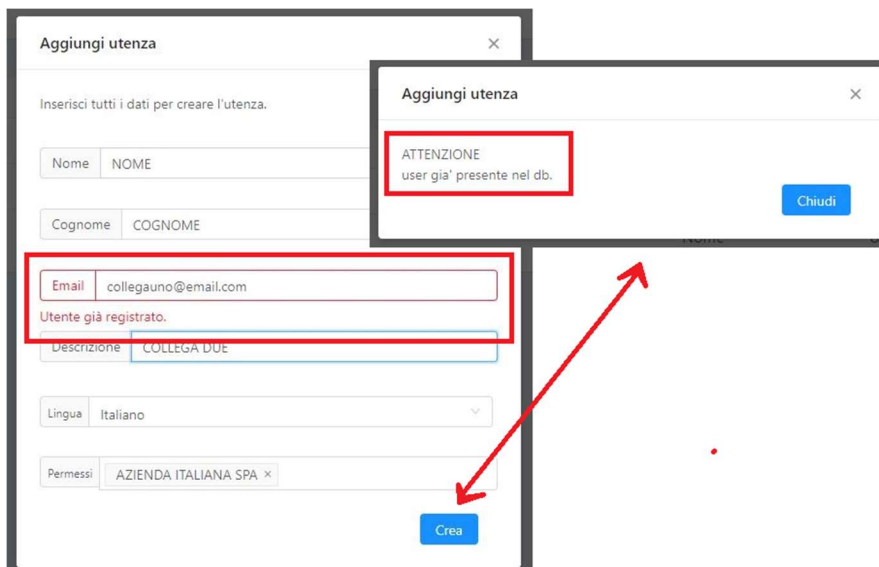 Aggiungi utenza
Inserisci tutti i dati per creare l'utenza.
Nome NOME
Cognome COGNOME
Email collegauno@email.com
Utente già registrato.
Descrizione COLLEGA DUE
Lingua Italiano
Permessi AZIENDA ITALIANA SPA ×
Crea
Aggiungi utenza
ATTENZIONE
user gia' presente nel db.
Chiudi
Nome